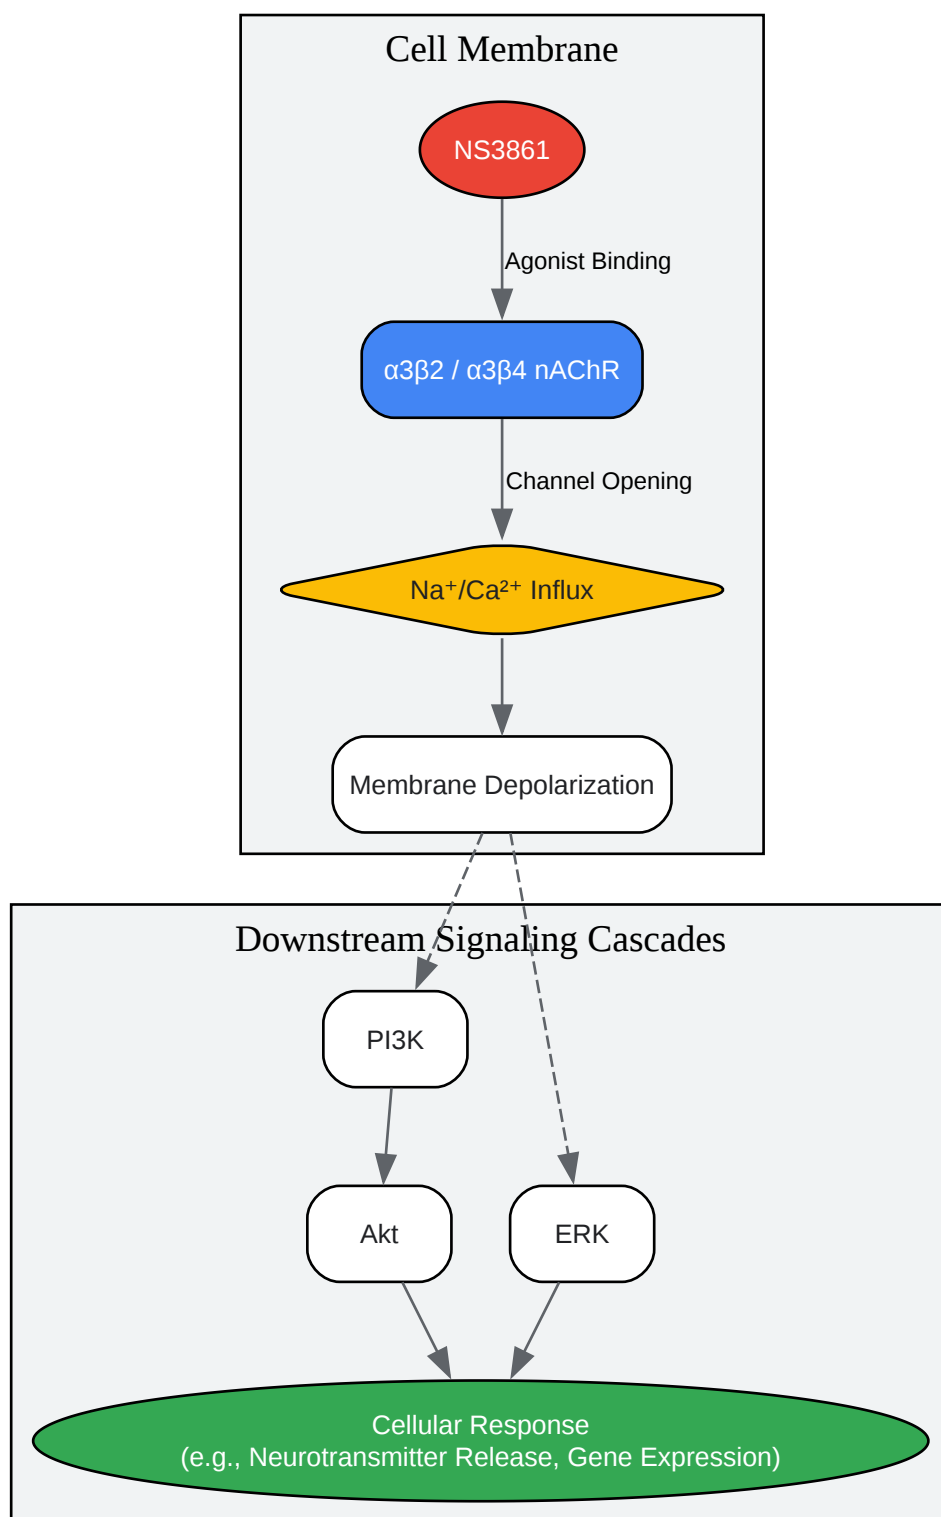 Cell Membrane
NS3861
Agonist Binding
α3β2 / α3β4 nAChR
Channel Opening
Na⁺/Ca²⁺ Influx
Membrane Depolarization
Downstream Signaling Cascades
PI3K
Akt
ERK
Cellular Response
(e.g., Neurotransmitter Release, Gene Expression)